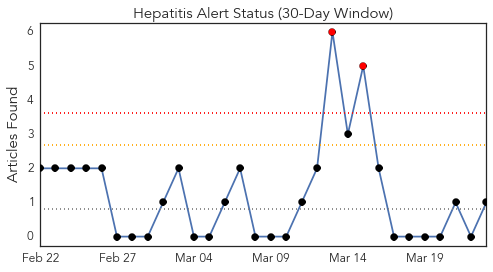 Hepatitis Alert Status (30-Day Window)
Articles Found
6
5
4
3
2
1
0
Feb 22 Feb 27 Mar 04 Mar 09 Mar 14 Mar 19